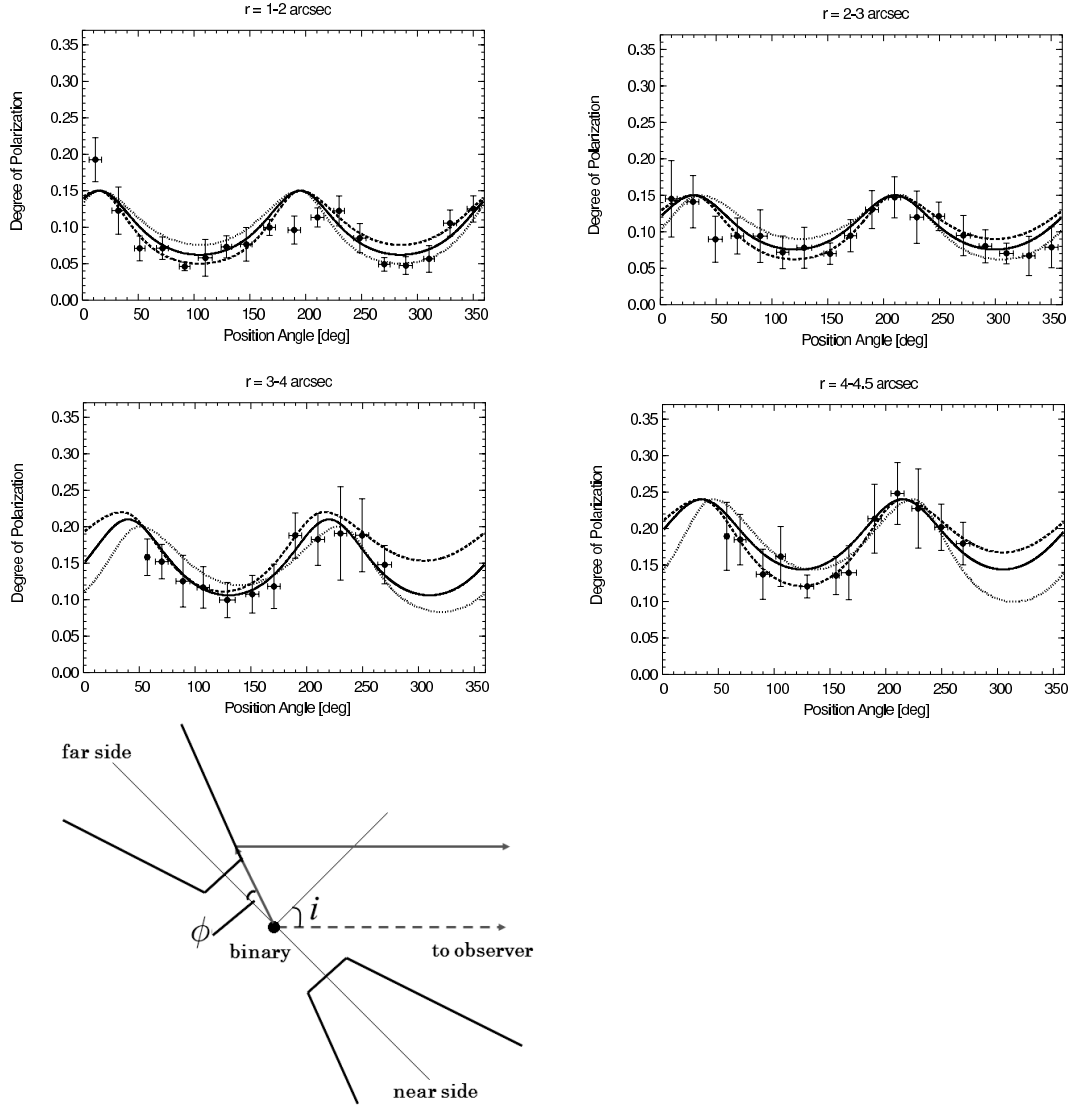 r = 1-2 arcsec
Degree of Polarization
0.35
0.30
0.25
0.20
0.15
0.10
0.05
0.00
0 50 100 150 200 250 300 350
Position Angle [deg]
r = 2-3 arcsec
Degree of Polarization
0.35
0.30
0.25
0.20
0.15
0.10
0.05
0.00
0 50 100 150 200 250 300 350
Position Angle [deg]
r = 3-4 arcsec
Degree of Polarization
0.35
0.30
0.25
0.20
0.15
0.10
0.05
0.00
0 50 100 150 200 250 300 350
Position Angle [deg]
r = 4-4.5 arcsec
Degree of Polarization
0.35
0.30
0.25
0.20
0.15
0.10
0.05
0.00
0 50 100 150 200 250 300 350
Position Angle [deg]
far side
i
ϕ
binary
to observer
near side